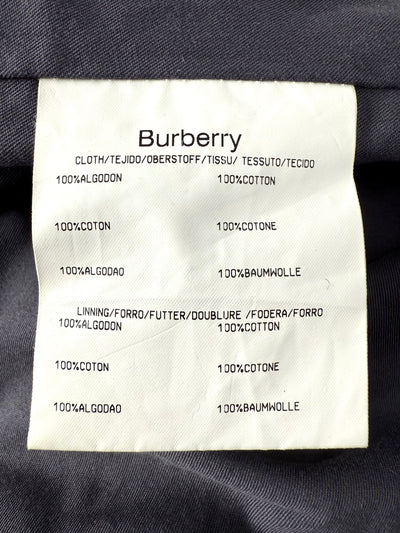 Burberry
CLOTH/TEJIDO/OBERSTOFF/TISSU/ TESSUTO/TECIDO
100%ALGODON 100%COTTON
100%COTON 100%COTONE
100%ALGODAO 100%BAUMWOLLE
LINNING/FORRO/FUTTER/DOUBLURE /FODERA/FORRO
100%ALGODON 100%COTTON
100%COTON 100%COTONE
100%ALGODAO 100%BAUMWOLLE